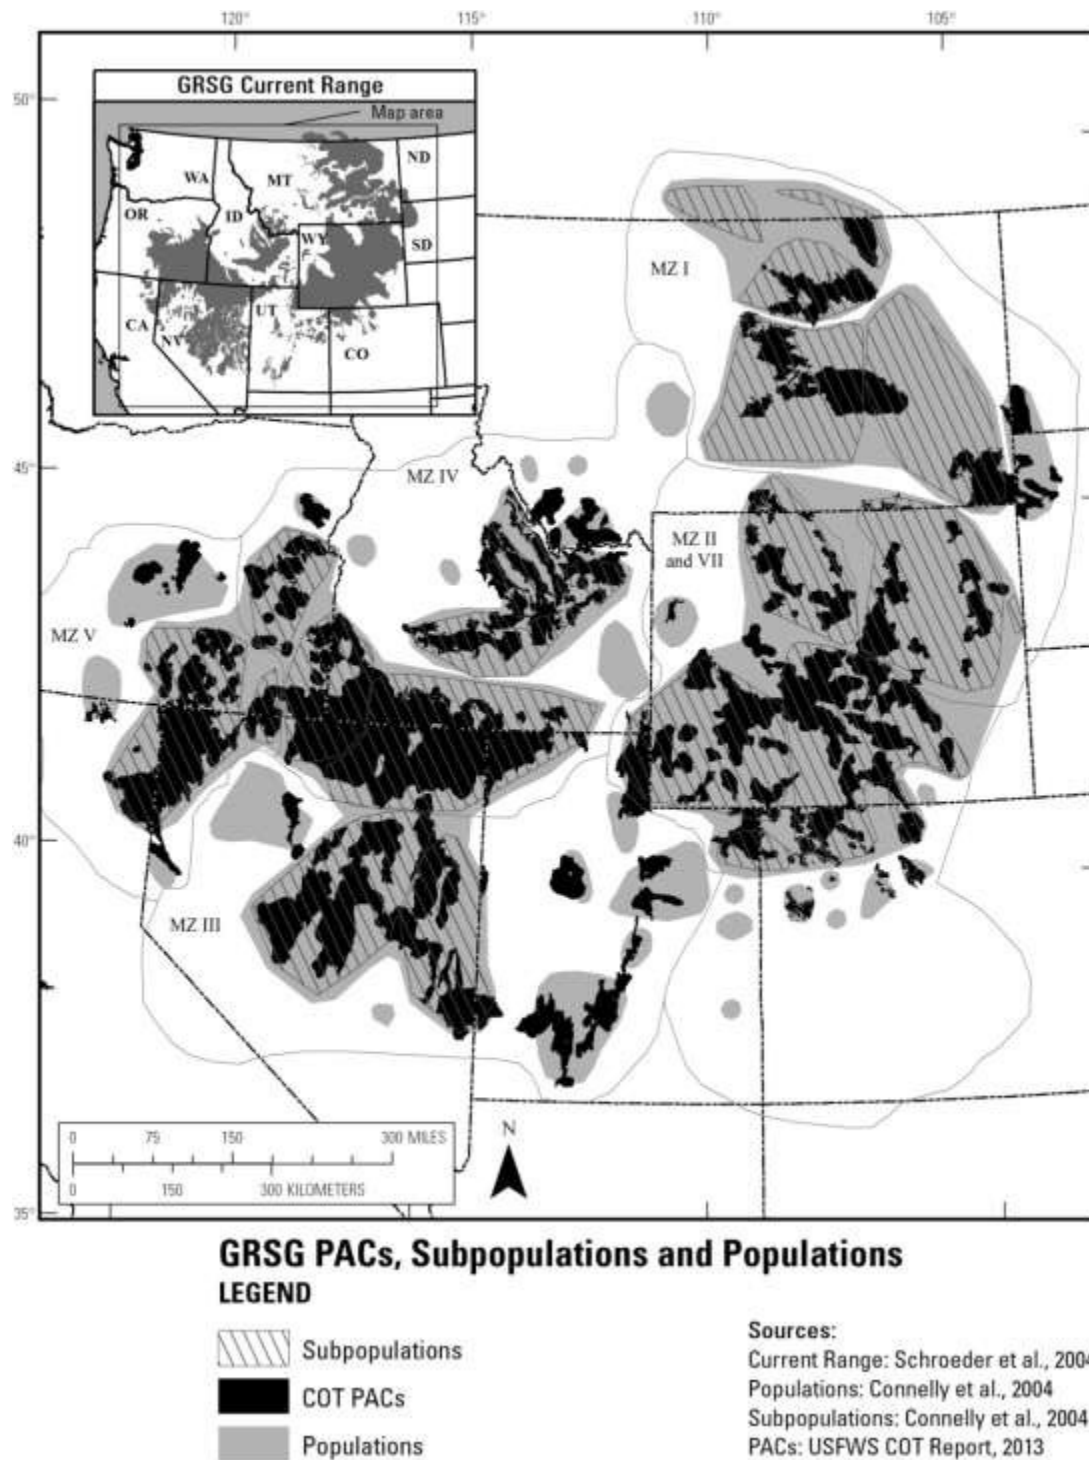 120°
115°
110°
105°
50°
45°
40°
35°
GRSG Current Range
Map area
WA
MT
ND
OR
ID
WY
SD
CA
NV
UT
CO
MZ I
MZ IV
MZ II
and VII
MZ V
MZ III
0 75 150 300 MILES
0 150 300 KILOMETERS
N
GRSG PACs, Subpopulations and Populations
LEGEND
Subpopulations
COT PACs
Populations
Sources:
Current Range: Schroeder et al., 2004
Populations: Connelly et al., 2004
Subpopulations: Connelly et al., 2004
PACs: USFWS COT Report, 2013